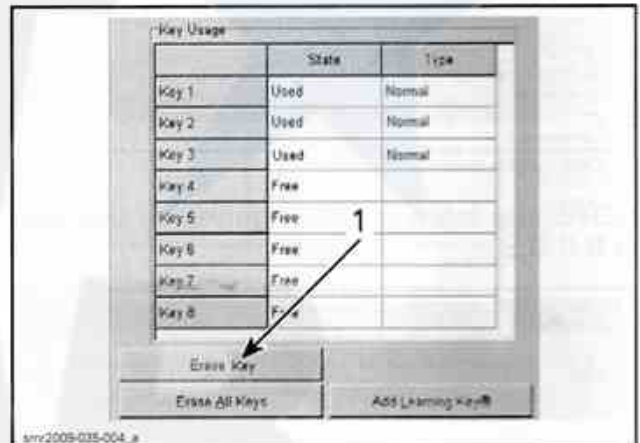 Key Usage
State Type
Key 1 Used Normal
Key 2 Used Normal
Key 3 Used Normal
Key 4 Free
Key 5 Free
1
Key 6 Free
Key 7 Free
Key 8 Free
Erase Key
Erase All Keys Add Learning Key®
smr2009-035-004_a